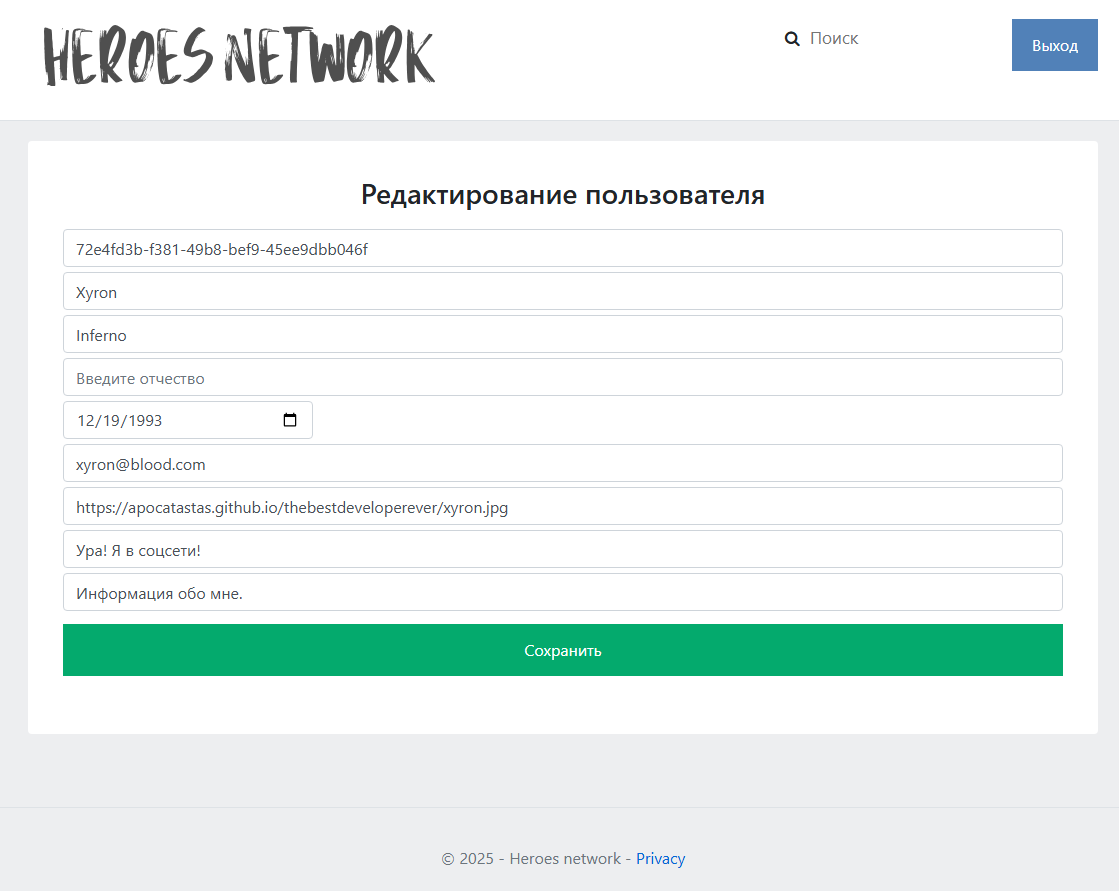 HEROES NETWORK
Поиск
Выход
Редактирование пользователя
72e4fd3b-f381-49b8-bef9-45ee9dbb046f
Xyron
Inferno
Введите отчество
12/19/1993
xyron@blood.com
https://apocatastas.github.io/thebestdeveloperever/xyron.jpg
Ура! Я в соцсети!
Информация обо мне.
Сохранить
© 2025 - Heroes network - Privacy